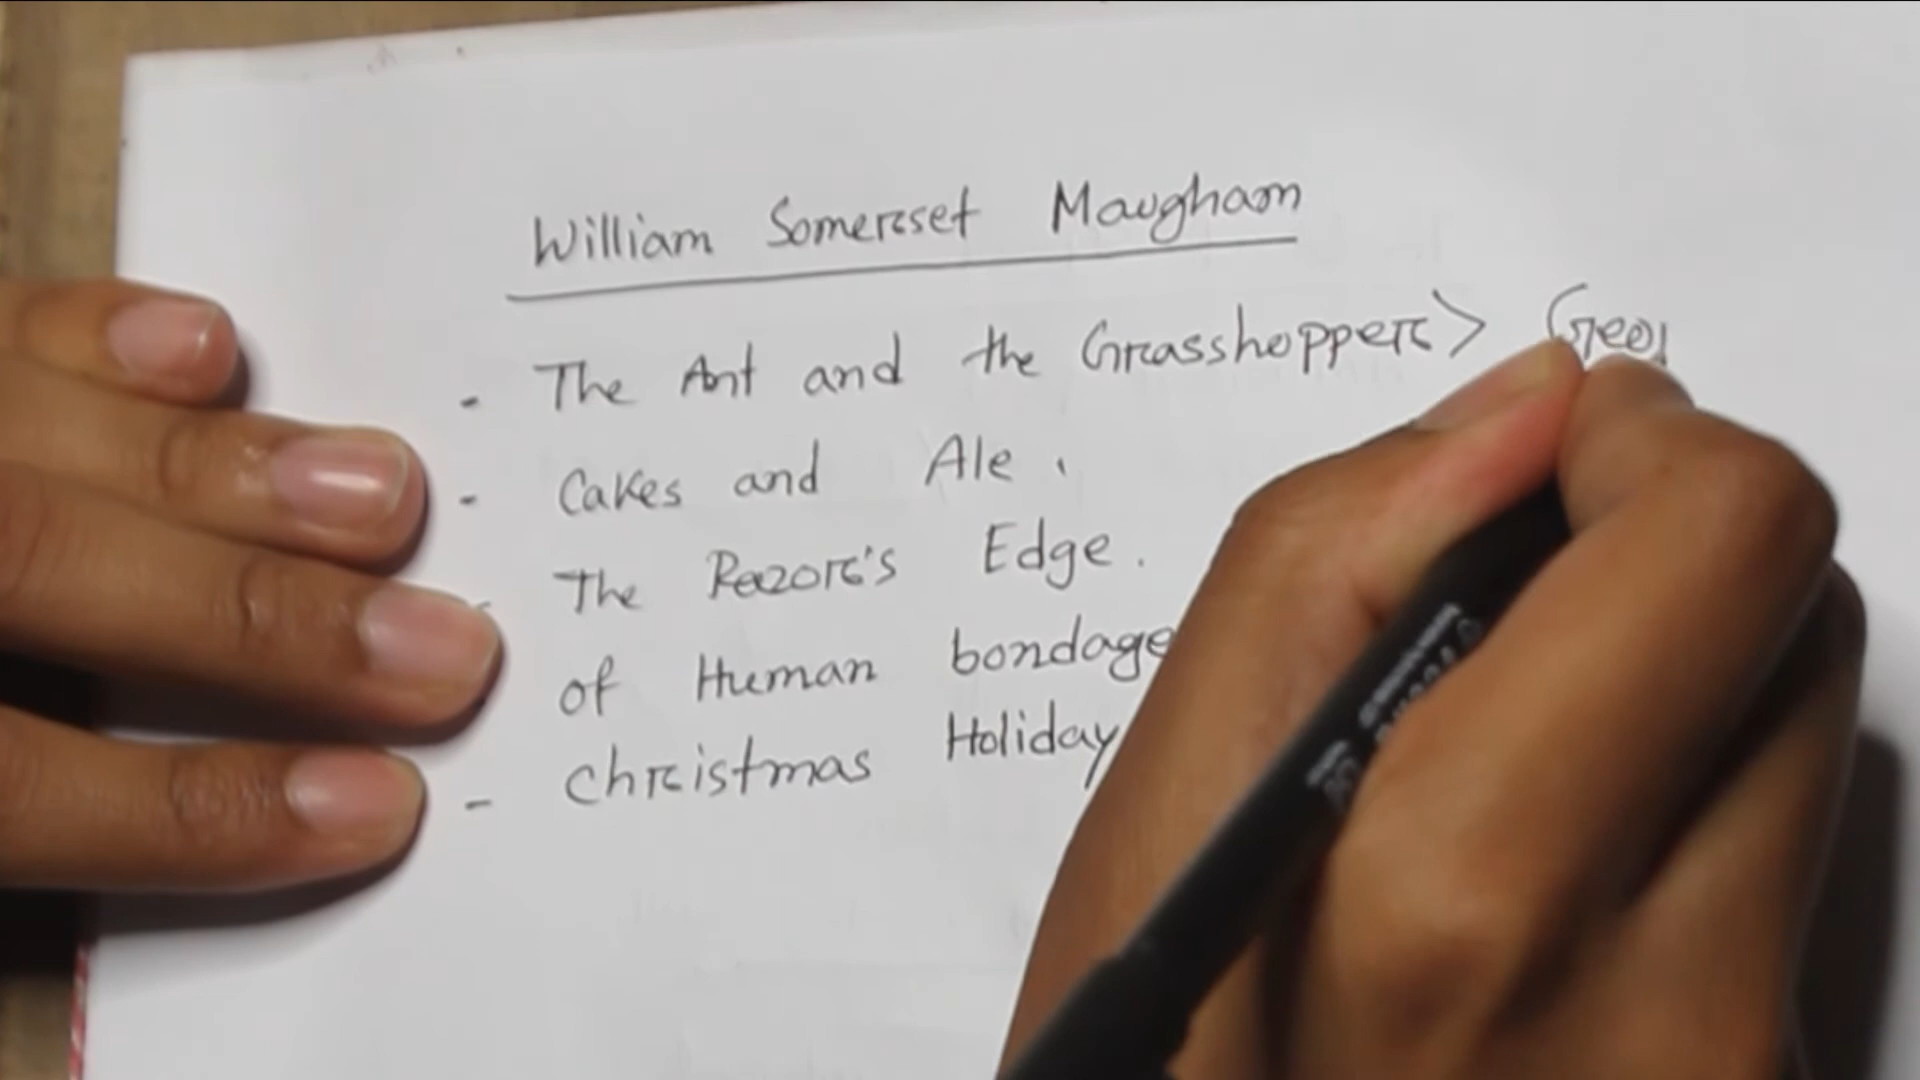 William Somerset Maugham
- The Ant and the Grasshopper > Geor
- Cakes and Ale .
- The Razor's Edge .
of Human bondage
- christmas Holiday